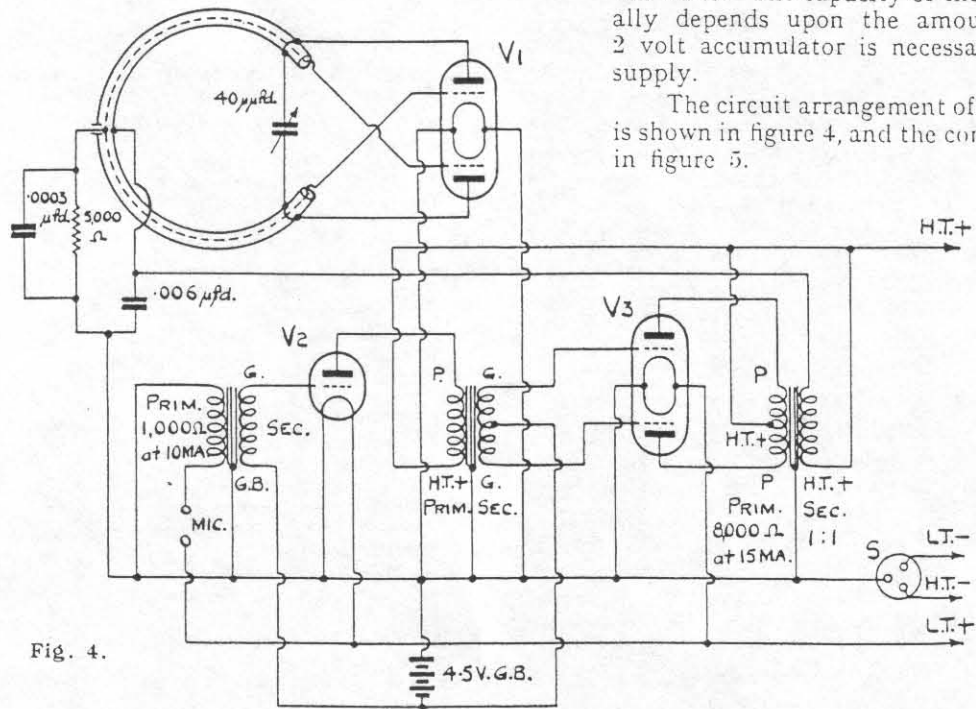 ally depends upon the amou
2 volt accumulator is necessa
supply.
The circuit arrangement of
is shown in figure 4, and the con
in figure 5.
V1
40 μμfd.
.0003
μfd.
5,000
Ω
.006 μfd.
H.T.+
V2
V3
G.
PRIM.
1,000Ω
at 10MA
SEC.
G.B.
MIC.
P.
G.
H.T.+
G.
PRIM.
SEC.
P
H.T.+
P
H.T.+
PRIM.
SEC.
8,000 Ω
1:1
at 15MA.
S
L.T.-
H.T.-
L.T.+
4.5V. G.B.
Fig. 4.